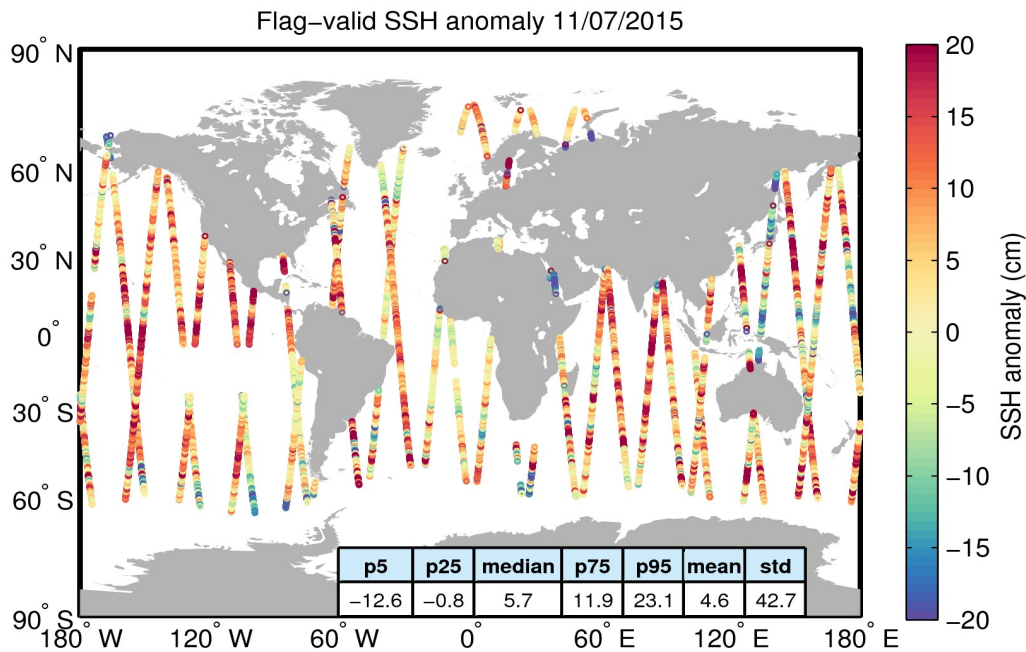 Flag−valid SSH anomaly 11/07/2015
90° N
60° N
30° N
0°
30° S
60° S
90° S
180° W
120° W
60° W
0°
60° E
120° E
180° E
p5 p25 median p75 p95 mean std
−12.6 −0.8 5.7 11.9 23.1 4.6 42.7
20
15
10
5
0
−5
−10
−15
−20
SSH anomaly (cm)